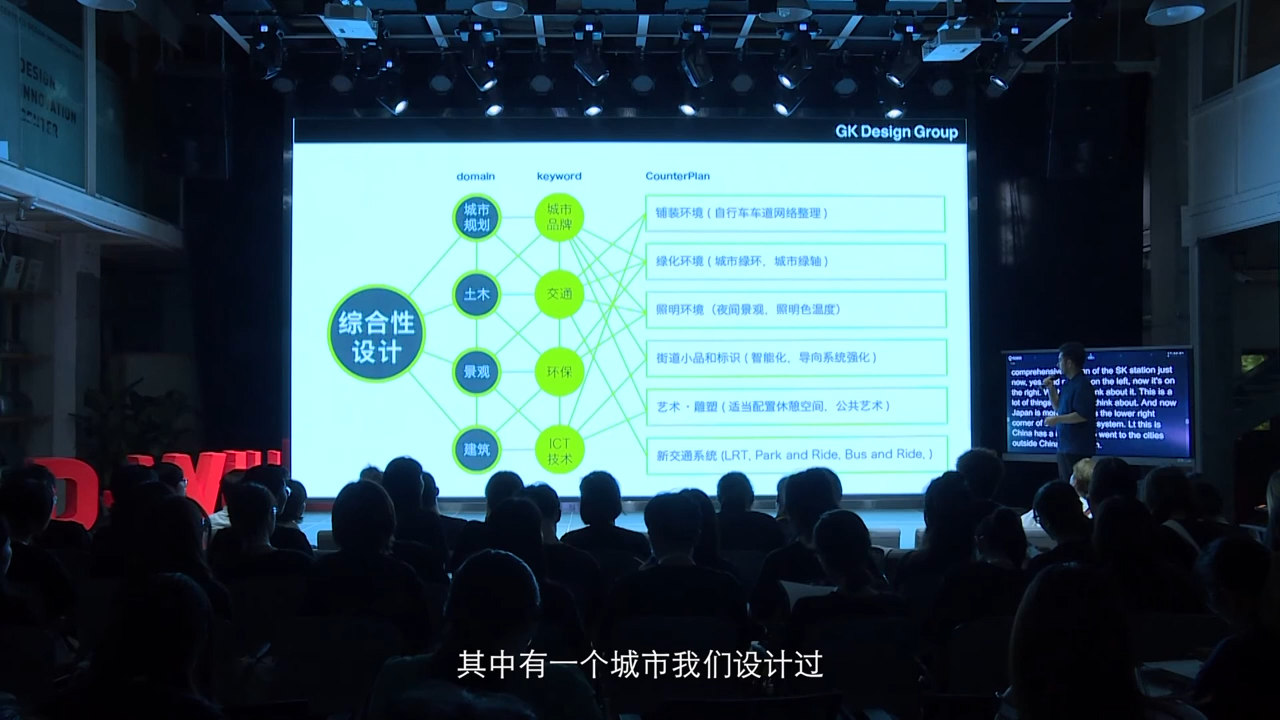 DESIGN
INNOVATION
CENTER
GK Design Group
domain
keyword
CounterPlan
综合性
设计
城市
规划
土木
景观
建筑
城市
品牌
交通
环保
ICT
技术
铺装环境 ( 自行车车道网络整理 )
绿化环境 ( 城市绿环、城市绿轴 )
照明环境（夜间景观、照明色温度）
街道小品和标识 ( 智能化、导向系统强化 )
艺术・雕塑 ( 适当配置休憩空间、公共艺术 )
新交通系统 (LRT, Park and Ride, Bus and Ride, )
comprehensive of the SK station just
now, yes on the left, now it's on
the right. W nk about it. This is a
lot of things think about. And now
Japan is mo s the lower right
corner of system. Lt this is
China has a went to the cities
outside China
其中有一个城市我们设计过